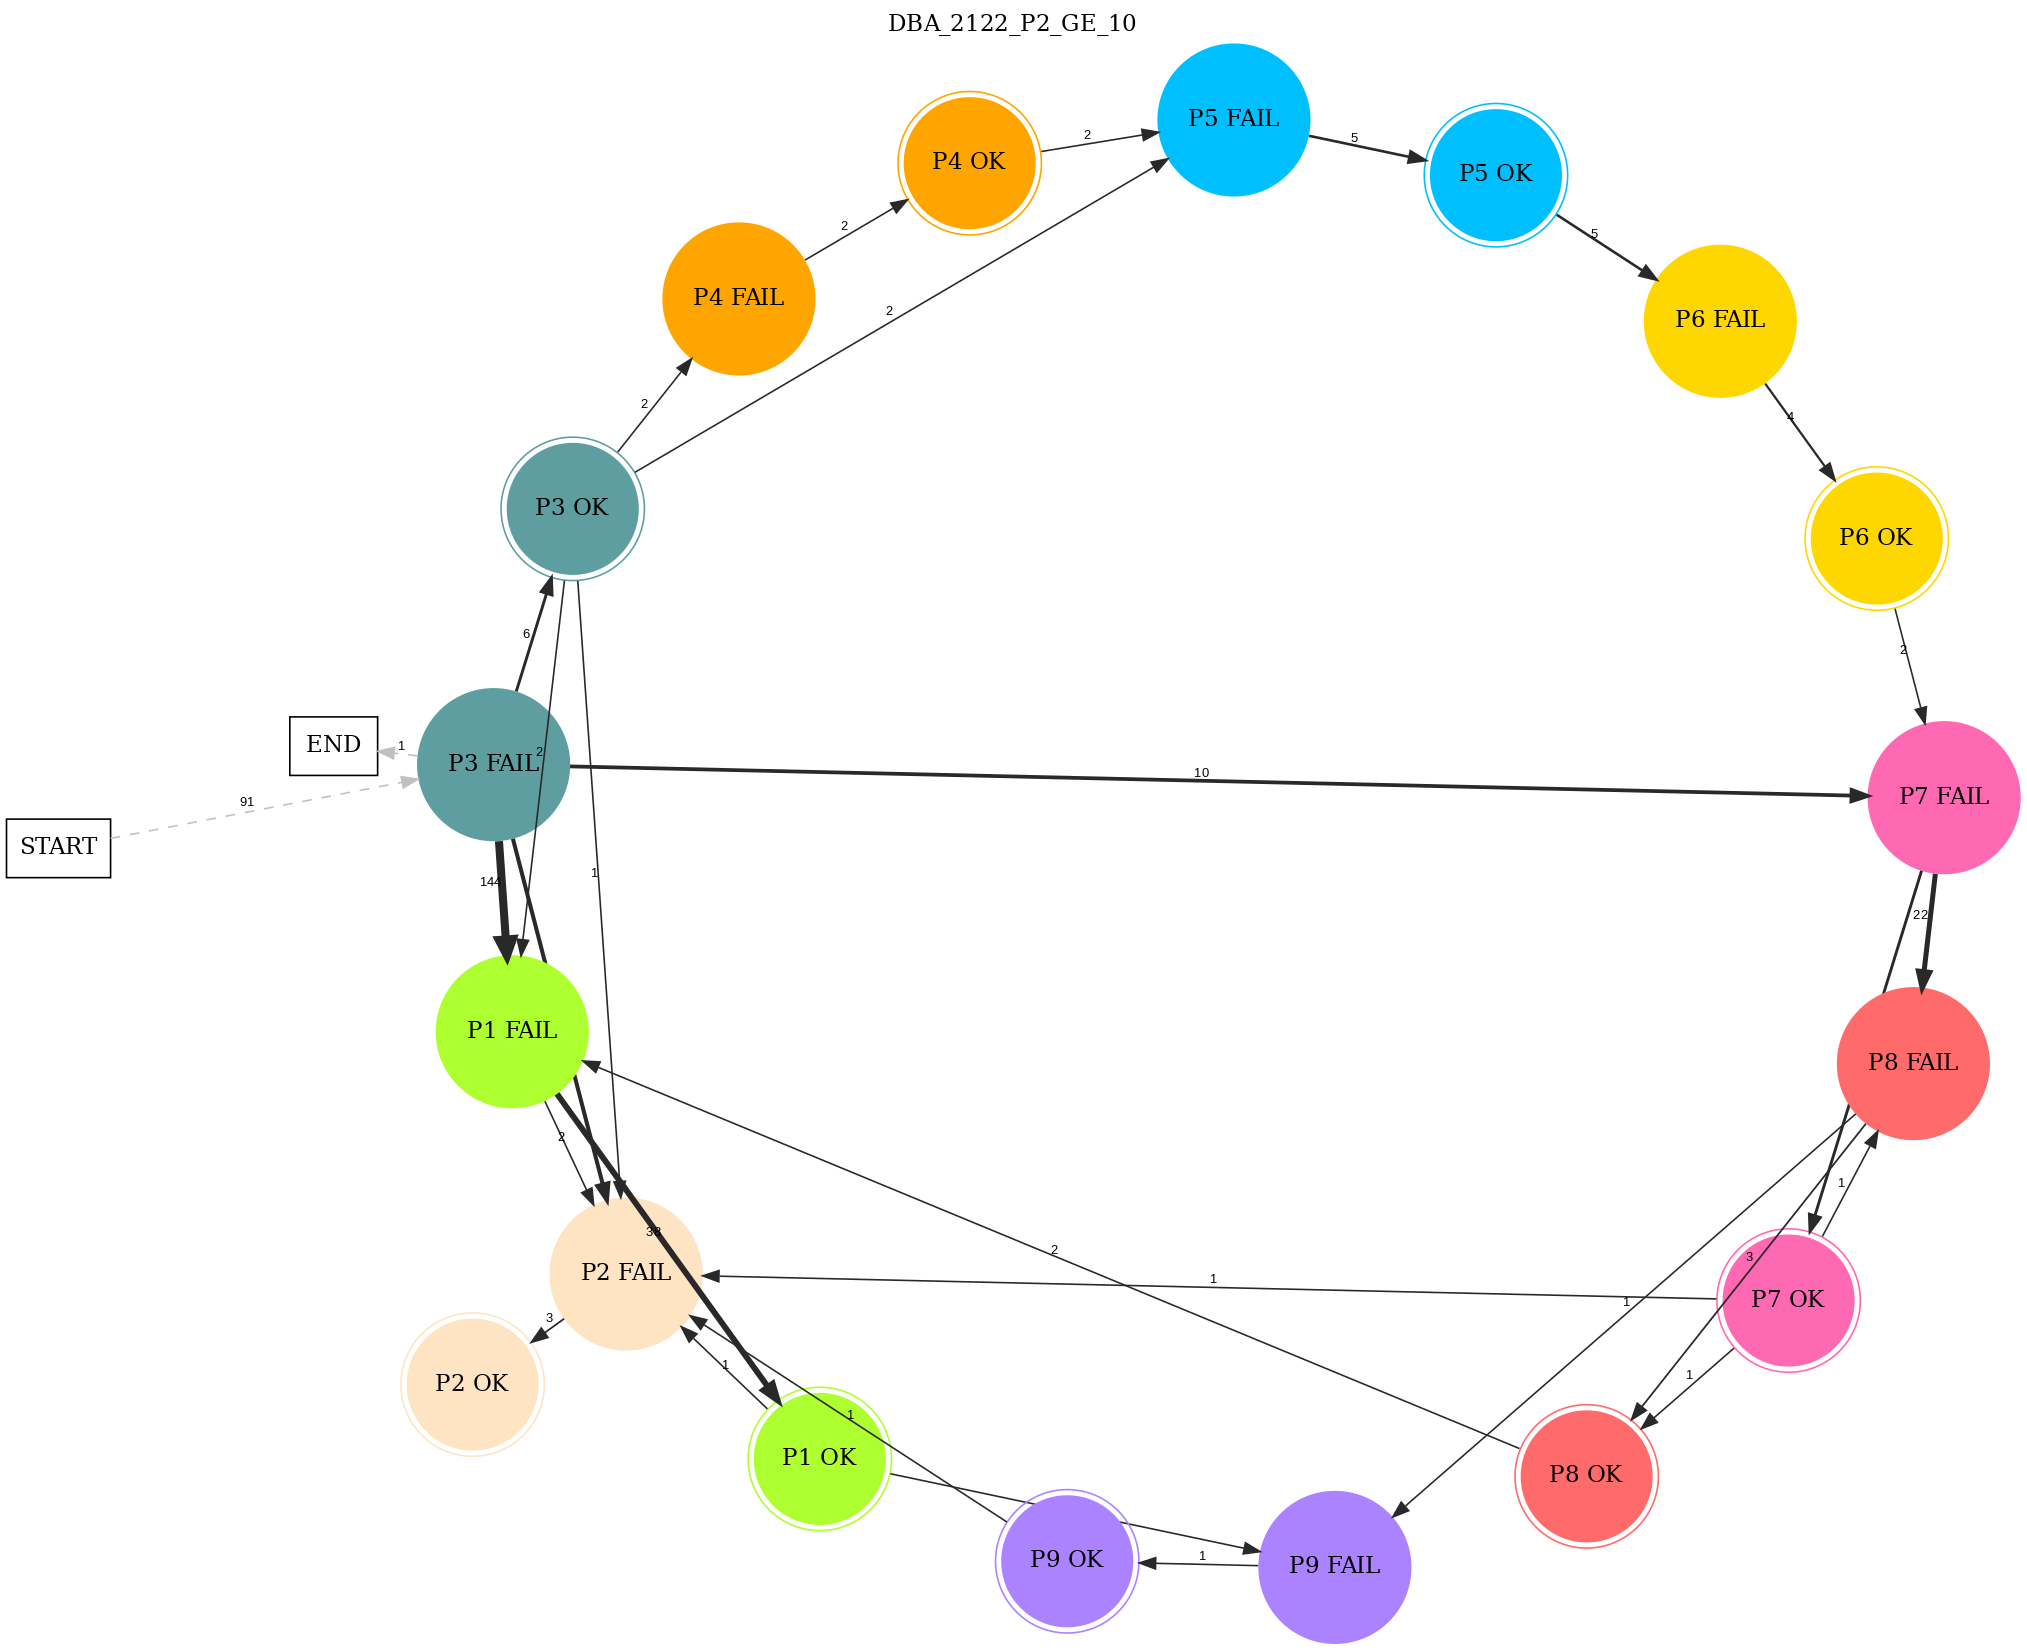 DBA_2122_P2_GE_10
P5 FAIL
2
5
P4 OK
P5 OK
2
5
P4 FAIL
2
P6 FAIL
2
4
P3 OK
P6 OK
6
2
END
1
2
P3 FAIL
10
P7 FAIL
91
START
144
1
22
P1 FAIL
P8 FAIL
2
1
38
2
3
P2 FAIL
1
P7 OK
1
3
1
1
P2 OK
1
P1 OK
P8 OK
P9 OK
1
P9 FAIL